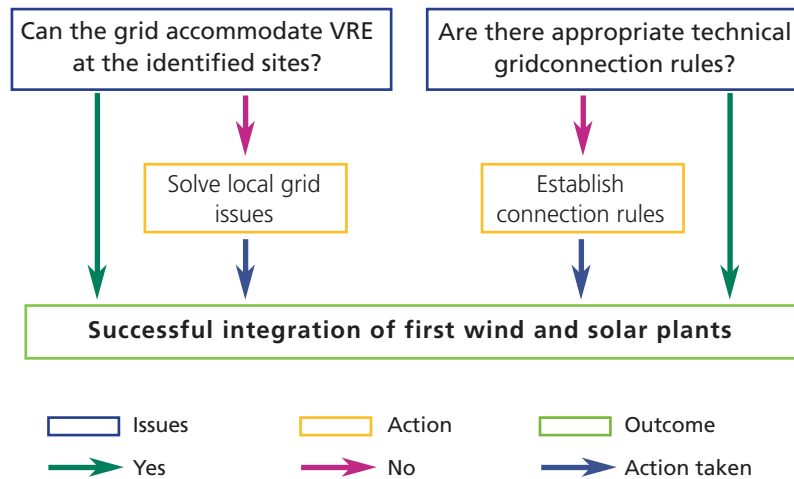 Can the grid accommodate VRE
at the identified sites?
Are there appropriate technical
gridconnection rules?
Solve local grid
issues
Establish
connection rules
Successful integration of first wind and solar plants
Issues
Action
Outcome
Yes
No
Action taken